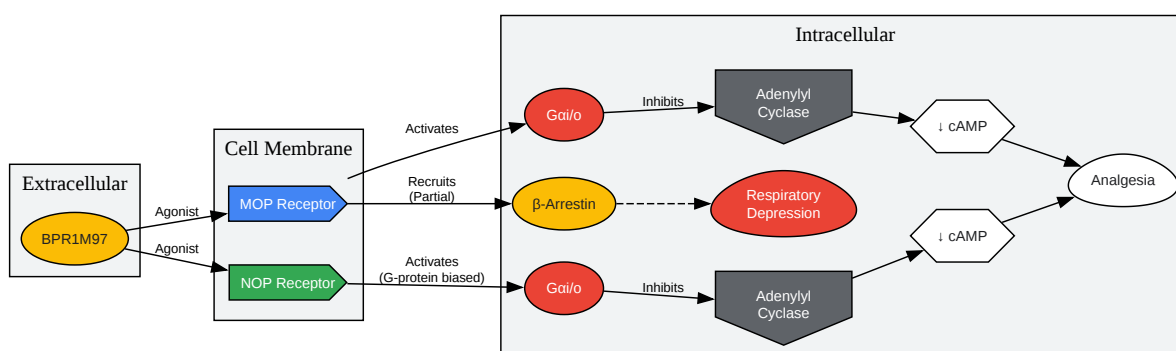 Intracellular
Cell Membrane
Extracellular
BPR1M97
Agonist
Agonist
MOP Receptor
NOP Receptor
Activates
Recruits
(Partial)
Activates
(G-protein biased)
Gαi/o
Inhibits
Adenylyl
Cyclase
↓ cAMP
β-Arrestin
Respiratory
Depression
Analgesia
Gαi/o
Inhibits
Adenylyl
Cyclase
↓ cAMP